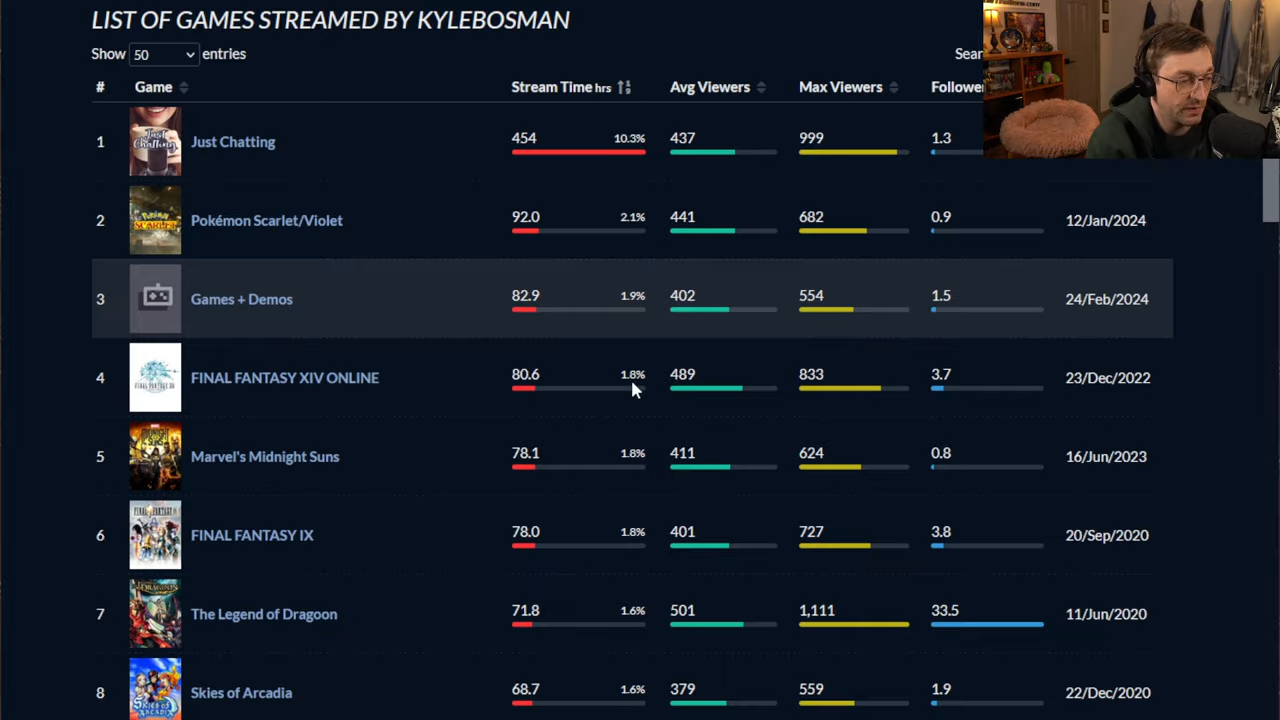 LIST OF GAMES STREAMED BY KYLEBOSMAN
Show 50 entries
Sear
# Game Stream Time hrs Avg Viewers Max Viewers Follower
1 Just Chatting 454 10.3% 437 999 1.3
2 Pokémon Scarlet/Violet 92.0 2.1% 441 682 0.9 12/Jan/2024
3 Games + Demos 82.9 1.9% 402 554 1.5 24/Feb/2024
4 FINAL FANTASY XIV ONLINE 80.6 1.8% 489 833 3.7 23/Dec/2022
5 Marvel's Midnight Suns 78.1 1.8% 411 624 0.8 16/Jun/2023
6 FINAL FANTASY IX 78.0 1.8% 401 727 3.8 20/Sep/2020
7 The Legend of Dragoon 71.8 1.6% 501 1,111 33.5 11/Jun/2020
8 Skies of Arcadia 68.7 1.6% 379 559 1.9 22/Dec/2020